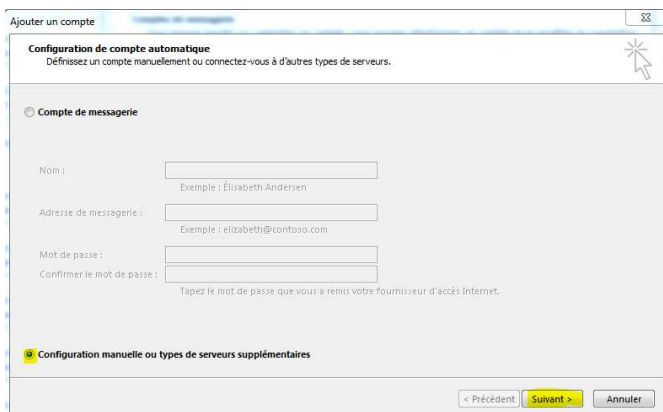 Ajouter un compte
Configuration de compte automatique
Définissez un compte manuellement ou connectez-vous à d'autres types de serveurs.
Compte de messagerie
Nom :
Exemple : Élisabeth Andersen
Adresse de messagerie :
Exemple : elizabeth@contoso.com
Mot de passe :
Confirmer le mot de passe :
Tapez le mot de passe que vous a remis votre fournisseur d'accès Internet.
Configuration manuelle ou types de serveurs supplémentaires
< Précédent Suivant > Annuler